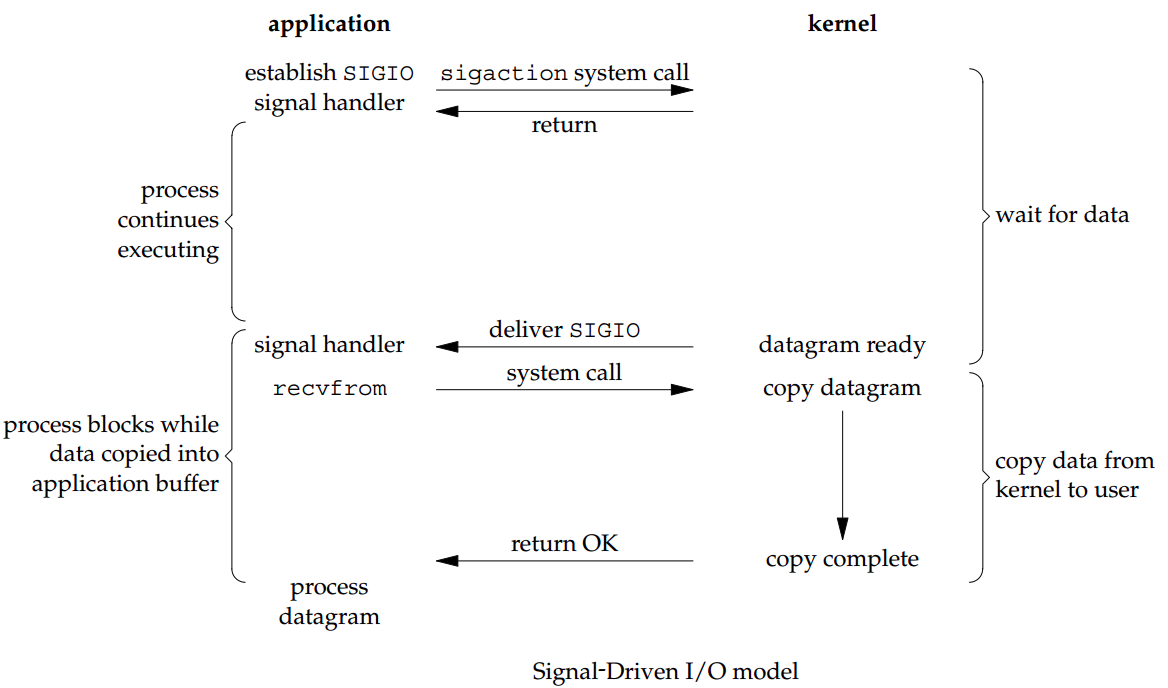 application
kernel
establish SIGIO
signal handler
sigaction system call
return
process
continues
executing
wait for data
signal handler
deliver SIGIO
datagram ready
recvfrom
system call
copy datagram
process blocks while
data copied into
application buffer
copy data from
kernel to user
return OK
copy complete
process
datagram
Signal-Driven I/O model